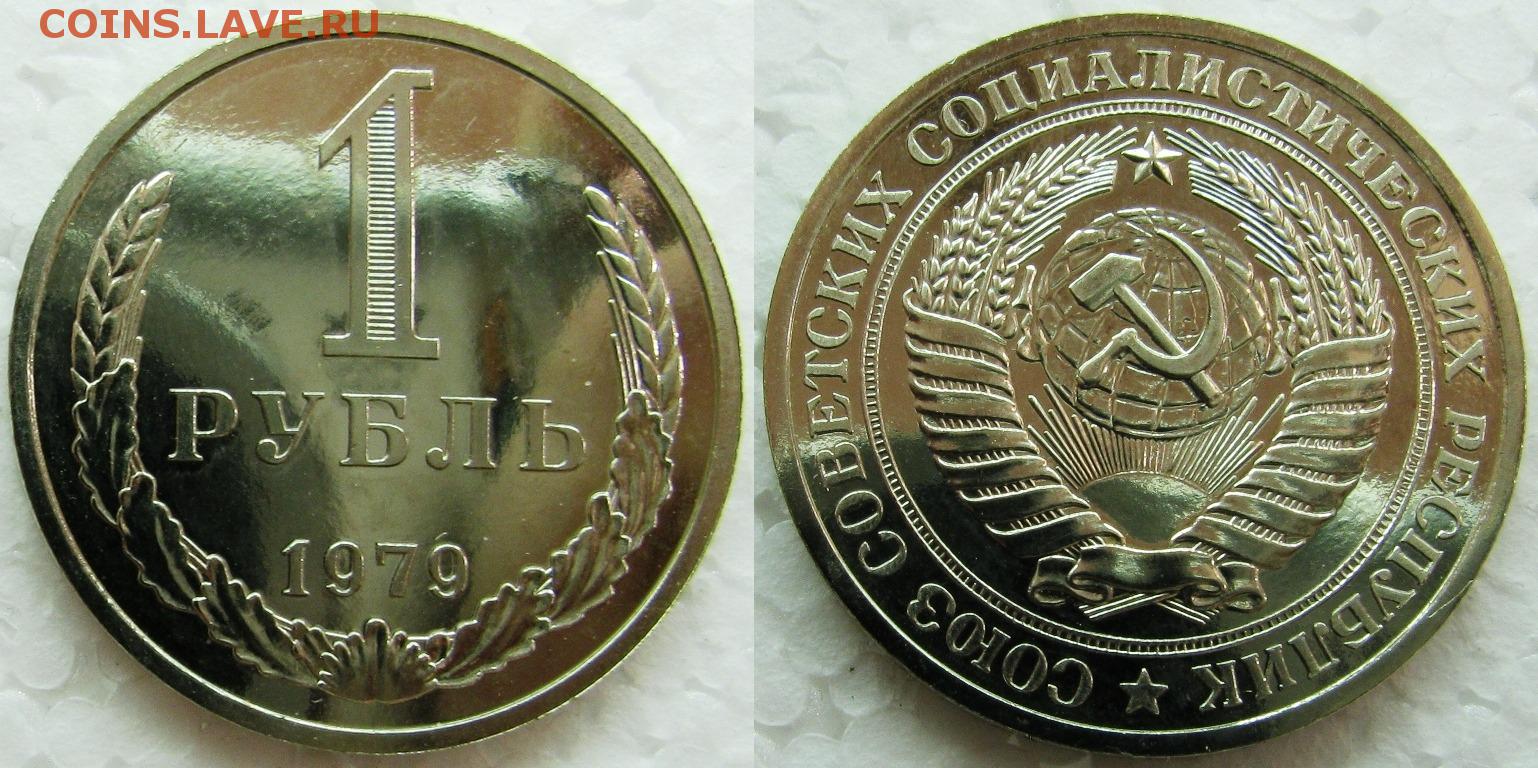 COINS.LAVE.RU
1
РУБЛЬ
1979
СОЮЗ СОВЕТСКИХ СОЦИАЛИСТИЧЕСКИХ РЕСПУБЛИК